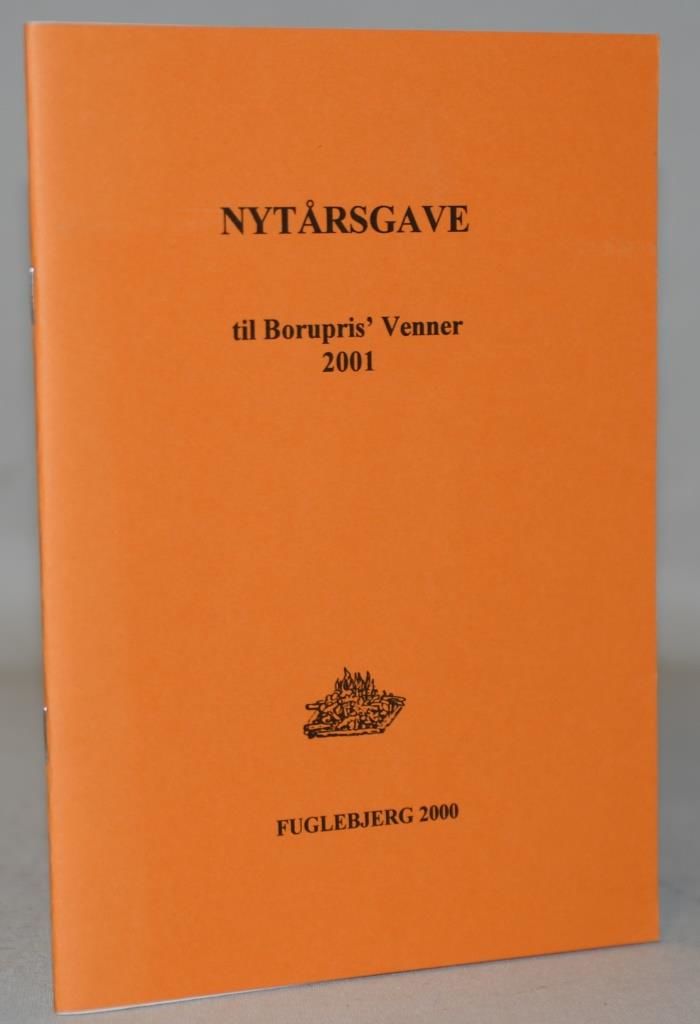 NYTÅRSGAVE
til Borupris' Venner
2001
FUGLEBJERG 2000